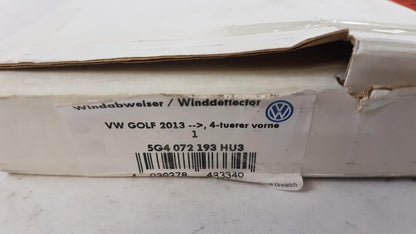 Windabweiser / Winddeflector
VW GOLF 2013 -->, 4-tuerer vorne
1
5G4 072 193 HU3
433340